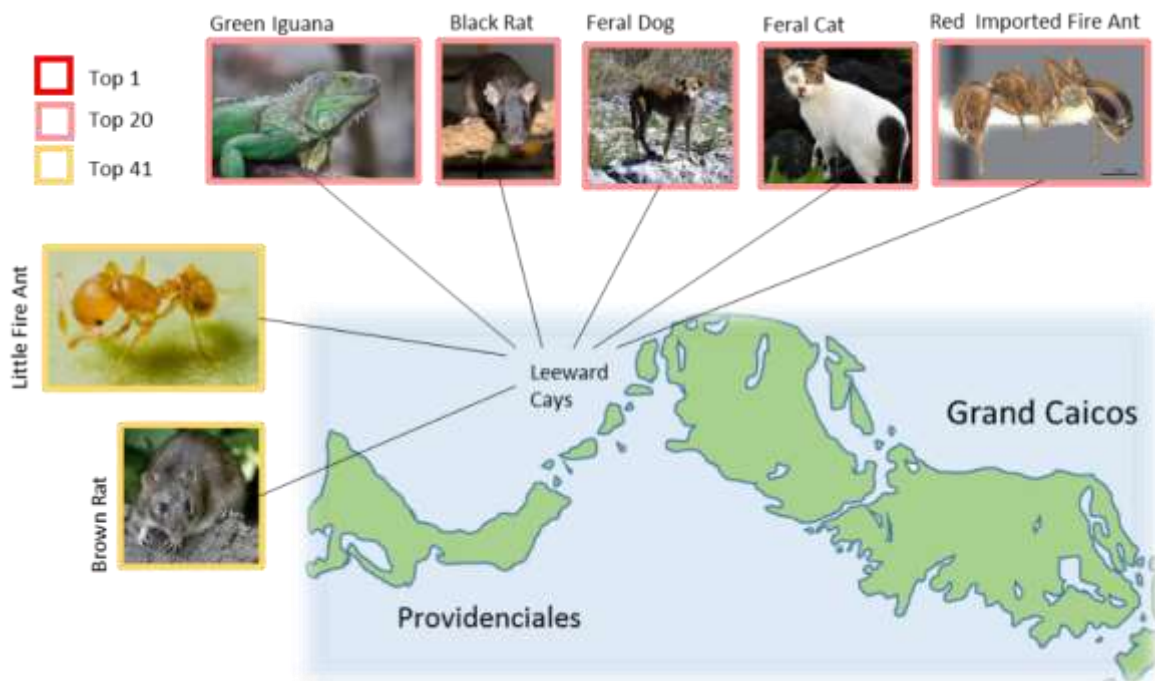 Green Iguana
Black Rat
Feral Dog
Feral Cat
Red Imported Fire Ant
Top 1
Top 20
Top 41
Little Fire Ant
Brown Rat
Leeward
Cays
Grand Caicos
Providenciales